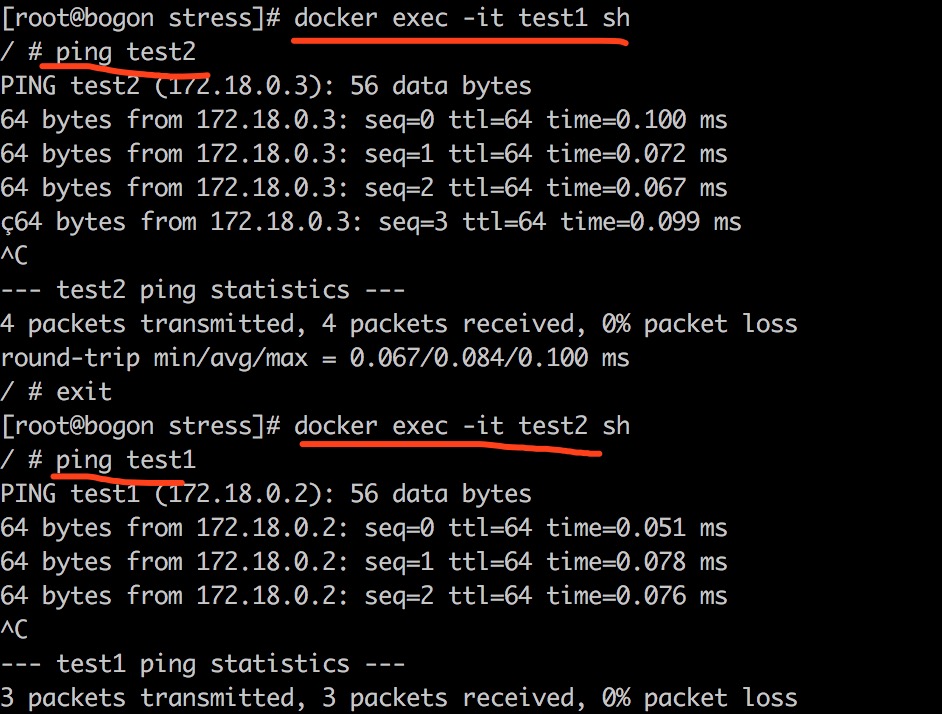 [root@bogon stress]# docker exec -it test1 sh
/ # ping test2
PING test2 (172.18.0.3): 56 data bytes
64 bytes from 172.18.0.3: seq=0 ttl=64 time=0.100 ms
64 bytes from 172.18.0.3: seq=1 ttl=64 time=0.072 ms
64 bytes from 172.18.0.3: seq=2 ttl=64 time=0.067 ms
ç64 bytes from 172.18.0.3: seq=3 ttl=64 time=0.099 ms
^C
--- test2 ping statistics ---
4 packets transmitted, 4 packets received, 0% packet loss
round-trip min/avg/max = 0.067/0.084/0.100 ms
/ # exit
[root@bogon stress]# docker exec -it test2 sh
/ # ping test1
PING test1 (172.18.0.2): 56 data bytes
64 bytes from 172.18.0.2: seq=0 ttl=64 time=0.051 ms
64 bytes from 172.18.0.2: seq=1 ttl=64 time=0.078 ms
64 bytes from 172.18.0.2: seq=2 ttl=64 time=0.076 ms
^C
--- test1 ping statistics ---
3 packets transmitted, 3 packets received, 0% packet loss